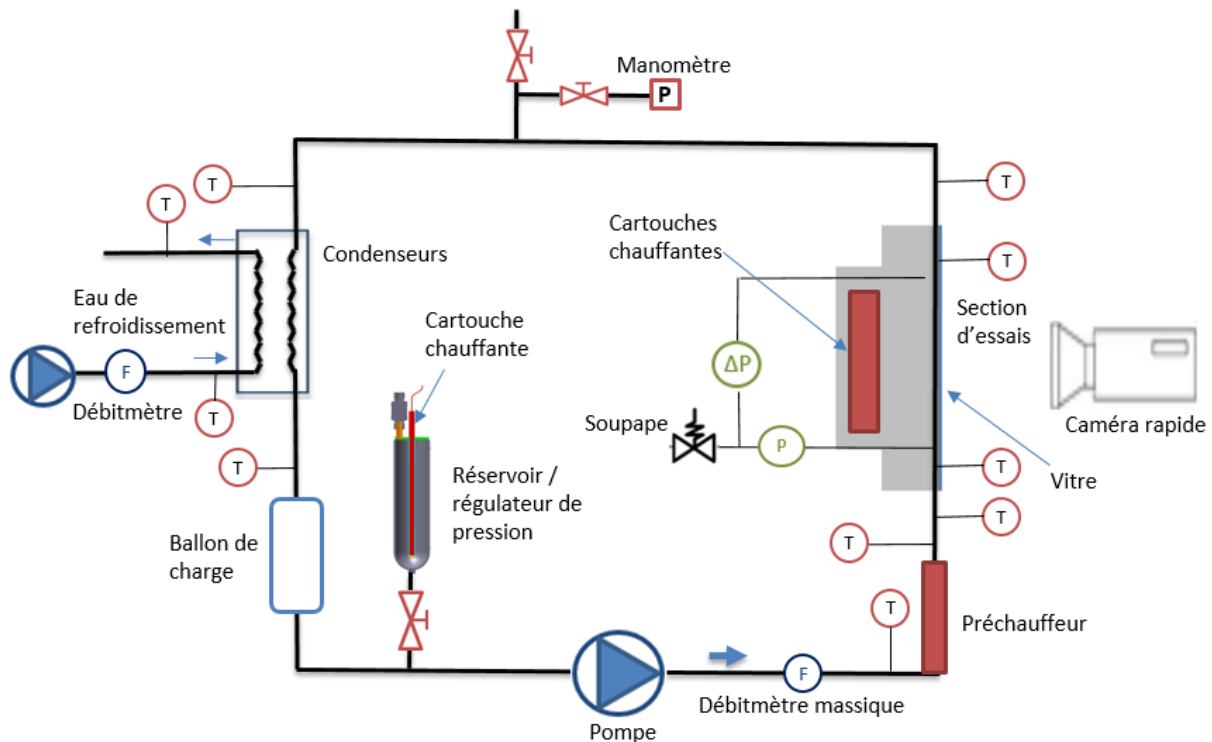 Manomètre
P
T
T
T
Cartouches
chauffantes
Condenseurs
T
Eau de
refroidissement
Cartouche
chauffante
Section
d'essais
F
ΔP
Débitmètre
T
Soupape
P
Caméra rapide
T
Réservoir /
régulateur de
pression
T
Vitre
T
Ballon de
charge
T
T
Préchauffeur
F
Débitmètre massique
Pompe